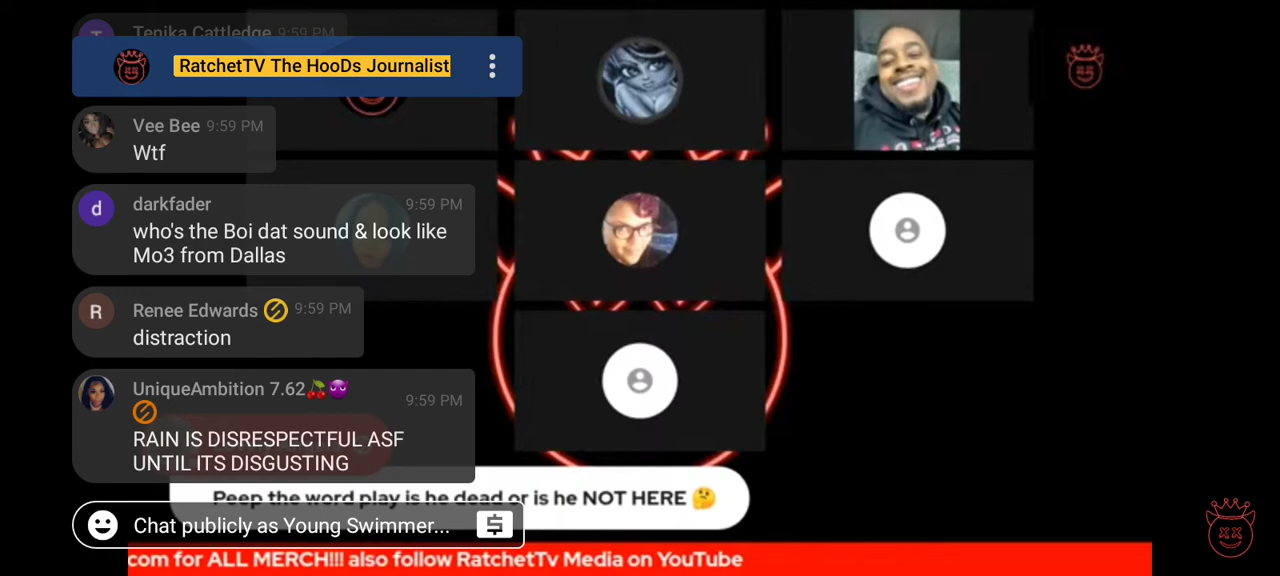 Tenika Cattledge 9:59 PM
RatchetTV The HooDs Journalist
Vee Bee 9:59 PM
Wtf
d
darkfader 9:59 PM
who's the Boi dat sound & look like
Mo3 from Dallas
R
Renee Edwards 9:59 PM
distraction
UniqueAmbition 7.62🍒😈
9:59 PM
RAIN IS DISRESPECTFUL ASF
UNTIL ITS DISGUSTING
Peep the word play is he dead or is he NOT HERE 🤔
Chat publicly as Young Swimmer...
com for ALL MERCH!!! also follow RatchetTv Media on YouTube